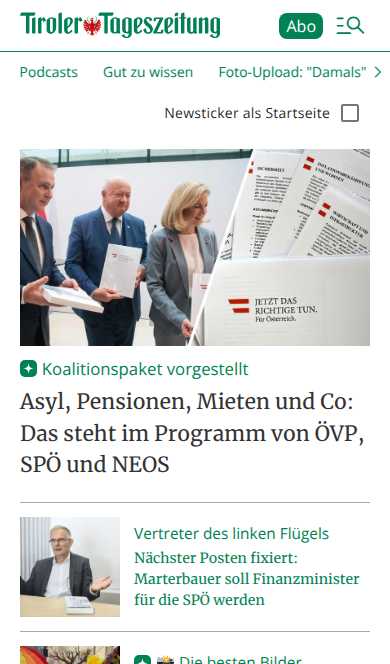 Tiroler Tageszeitung
Abo
Podcasts Gut zu wissen Foto-Upload: "Damals"
Newsticker als Startseite
JETZT DAS
RICHTIGE TUN.
Für Österreich.
Koalitionspaket vorgestellt
Asyl, Pensionen, Mieten und Co:
Das steht im Programm von ÖVP,
SPÖ und NEOS
Vertreter des linken Flügels
Nächster Posten fixiert:
Marterbauer soll Finanzminister
für die SPÖ werden
Die besten Bilder